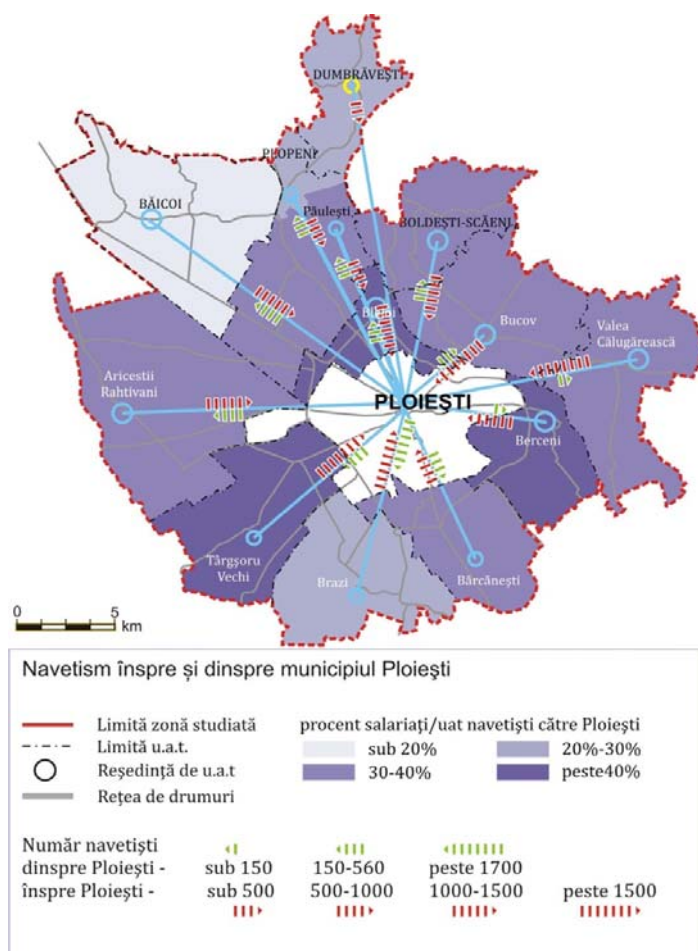 DUMBRĂVEȘTI
PLOPENI
BĂICOI
Păulești
BOLDEȘTI-SCĂENI
Blejoi
Bucov
Valea
Călugărească
Aricestii
Rahtivani
PLOIEȘTI
Berceni
Târgșoru
Vechi
Brazi
Bărcănești
0 5
km
Navetism înspre și dinspre municipiul Ploiești
Limită zonă studiată
Limită u.a.t.
Reședință de u.a.t
Rețea de drumuri
procent salariați/uat navetiști către Ploiești
sub 20% 20%-30%
30-40% peste40%
Număr navetiști
dinspre Ploiești - sub 150 150-560 peste 1700
înspre Ploiești - sub 500 500-1000 1000-1500 peste 1500